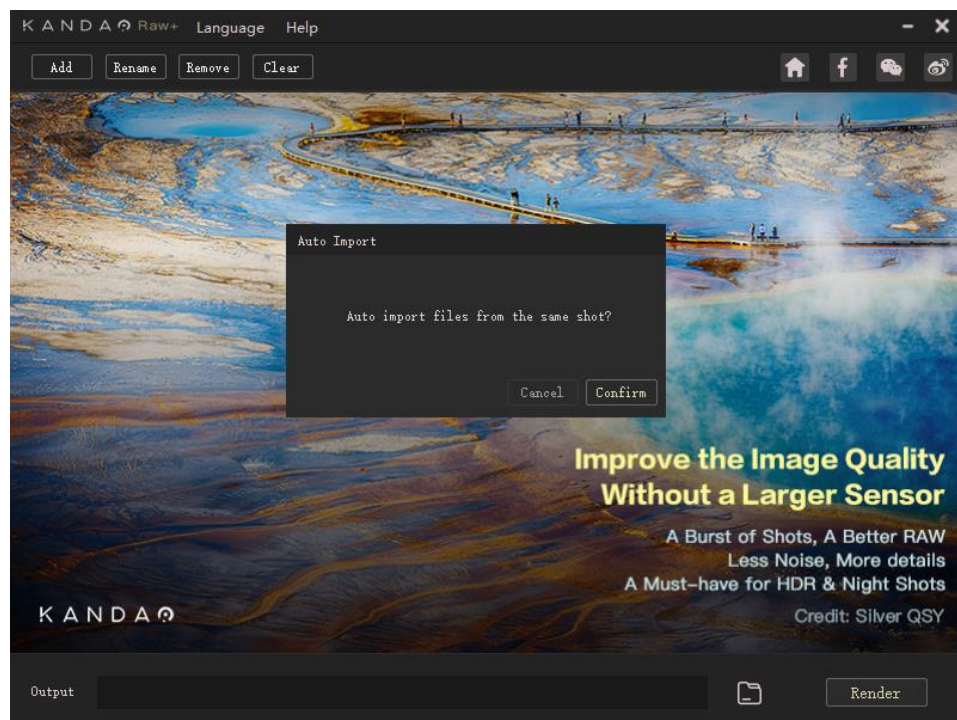 KANDAO Raw+ Language Help
Add Rename Remove Clear
Auto Import
Auto import files from the same shot?
Cancel Confirm
Improve the Image Quality
Without a Larger Sensor
A Burst of Shots, A Better RAW
Less Noise, More details
A Must-have for HDR & Night Shots
KANDAO
Credit: Silver QSY
Output Render